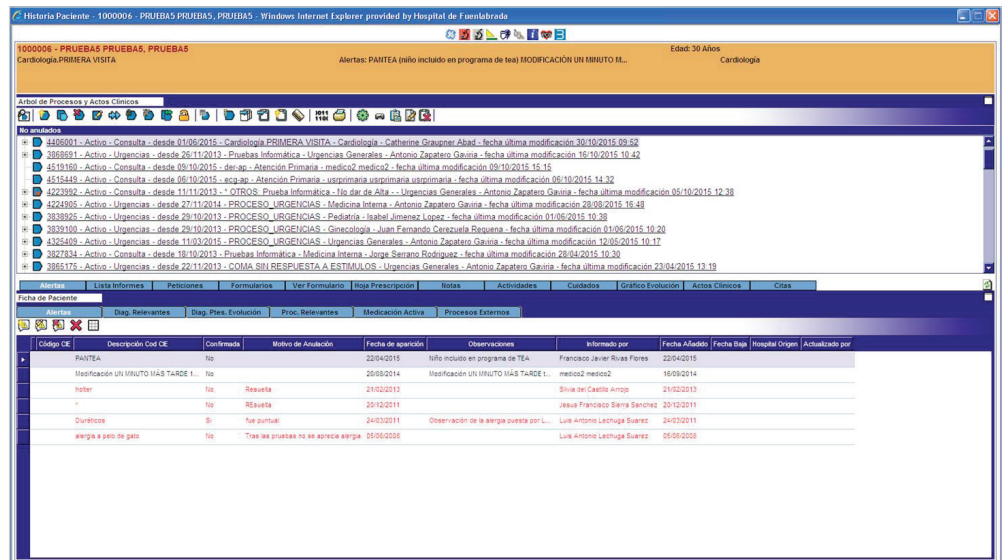 Historia Paciente - 1000006 - PRUEBA5 PRUEBA5, PRUEBA5 - Windows Internet Explorer provided by Hospital de Fuenlabrada
1000006 - PRUEBA5 PRUEBA5, PRUEBA5 Edad: 30 Años
Cardiología.PRIMERA VISITA Alertas: PANTEA (niño incluido en programa de tea) MODIFICACIÓN UN MINUTO M... Cardiología
Arbol de Procesos y Actos Clínicos
No anulados
4406001 - Activo - Consulta - desde 01/06/2015 - Cardiología.PRIMERA VISITA - Cardiología - Catherine Graupner Abad - fecha última modificación 30/10/2015 09:52
3868691 - Activo - Urgencias - desde 26/11/2013 - Pruebas Informática - Urgencias Generales - Antonio Zapatero Gaviria - fecha última modificación 16/10/2015 10:42
4519160 - Activo - Consulta - desde 09/10/2015 - der-ap - Atención Primaria - medico2 medico2 - fecha última modificación 09/10/2015 15:15
4515449 - Activo - Consulta - desde 06/10/2015 - ecg-ap - Atención Primaria - usrprimaria usrprimaria usrprimaria - fecha última modificación 06/10/2015 14:32
4223992 - Activo - Consulta - desde 11/11/2013 - * OTROS: Prueba Informática - No dar de Alta - - Urgencias Generales - Antonio Zapatero Gaviria - fecha última modificación 05/10/2015 12:38
4224905 - Activo - Urgencias - desde 27/11/2014 - PROCESO_URGENCIAS - Medicina Interna - Antonio Zapatero Gaviria - fecha última modificación 28/08/2015 16:48
3838925 - Activo - Urgencias - desde 29/10/2013 - PROCESO_URGENCIAS - Pediatría - Isabel Jimenez Lopez - fecha última modificación 01/06/2015 10:38
3839100 - Activo - Urgencias - desde 29/10/2013 - PROCESO_URGENCIAS - Ginecología - Juan Fernando Cerezuela Requena - fecha última modificación 01/06/2015 10:20
4325409 - Activo - Urgencias - desde 11/03/2015 - PROCESO_URGENCIAS - Urgencias Generales - Antonio Zapatero Gaviria - fecha última modificación 12/05/2015 10:17
3827834 - Activo - Consulta - desde 18/10/2013 - Pruebas Informática - Medicina Interna - Jorge Serrano Rodriguez - fecha última modificación 28/04/2015 10:30
3865175 - Activo - Urgencias - desde 22/11/2013 - COMA SIN RESPUESTA A ESTIMULOS - Urgencias Generales - Antonio Zapatero Gaviria - fecha última modificación 23/04/2015 13:19
Alertas Lista Informes Peticiones Formularios Ver Formulario Hoja Prescripción Notas Actividades Cuidados Gráfico Evolución Actos Clínicos Citas
Ficha de Paciente
Alertas Diag. Relevantes Diag. Ptes. Evolución Proc. Relevantes Medicación Activa Procesos Externos
Código CIE Descripción Cod CIE Confirmada Motivo de Anulación Fecha de aparición Observaciones Informado por Fecha Añadido Fecha Baja Hospital Origen Actualizado por
PANTEA No 22/04/2015 Niño incluido en programa de TEA Francisco Javier Rivas Flores 22/04/2015
Modificación UN MINUTO MÁS TARDE t... No 20/08/2014 Modificación UN MINUTO MÁS TARDE t... medico2 medico2 16/09/2014
holter No Resuelta 21/02/2013 Silvia del Castillo Arrojo 21/02/2013
* No REsuelta 20/12/2011 Jesus Francisco Sierra Sanchez 20/12/2011
Diuréticos Si fue puntual 24/03/2011 Observación de la alergia puesta por L... Luis Antonio Lechuga Suarez 24/03/2011
alergia a pelo de gato No Tras las pruebas no se aprecia alergia 05/06/2008 Luis Antonio Lechuga Suarez 05/06/2008